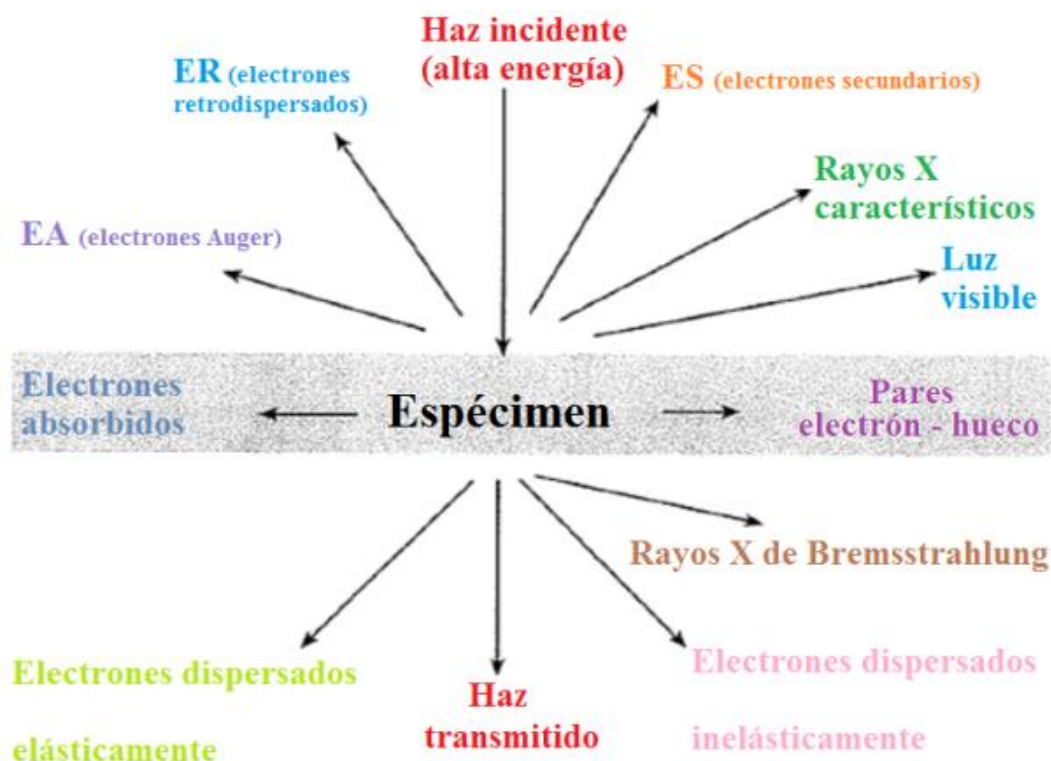 Haz incidente
(alta energía)
ER (electrones
retrodispersados)
ES (electrones secundarios)
Rayos X
característicos
EA (electrones Auger)
Luz
visible
Electrones
absorbidos
Espécimen
Pares
electrón - hueco
Rayos X de Bremsstrahlung
Electrones dispersados
elásticamente
Haz
transmitido
Electrones dispersados
inelásticamente